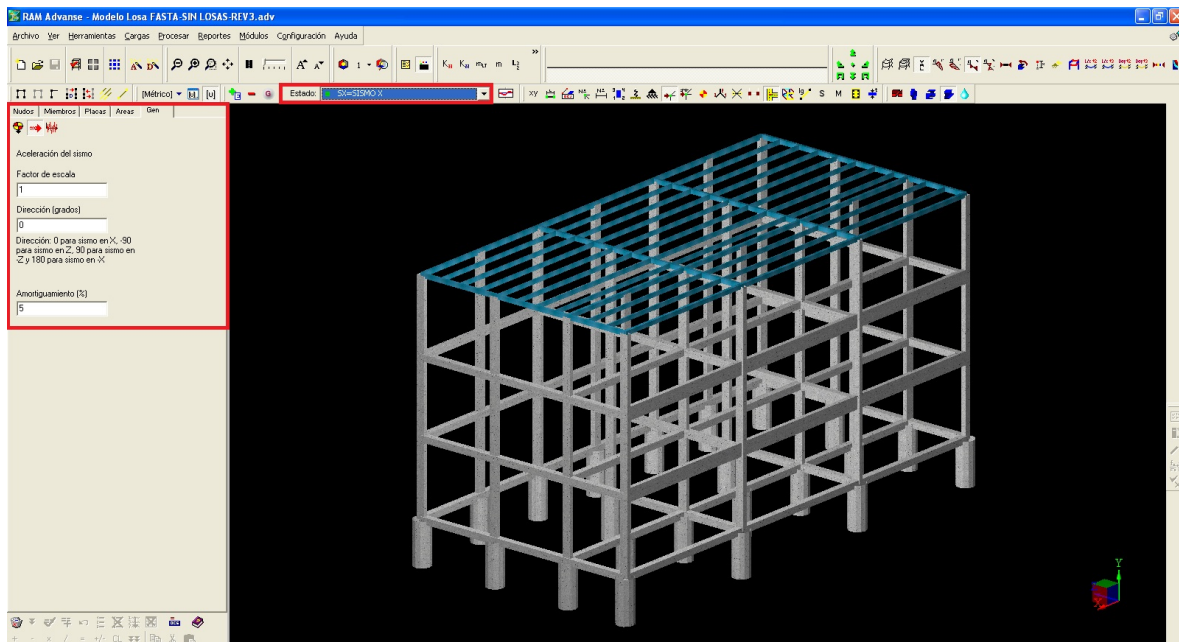 RAM Advanse - Modelo Losa FASTA-SIN LOSAS-REV3.adv
Archivo Ver Herramientas Cargas Procesar Reportes Módulos Configuración Ayuda
[Métrico]
Estado: SX=SISMO X
xy
S M
Nudos Miembros Placas Areas Gen
Aceleración del sismo
Factor de escala
1
Dirección (grados)
0
Dirección: 0 para sismo en X, -90
para sismo en Z, 90 para sismo en
-Z y 180 para sismo en -X
Amortiguamiento (%)
5
Y
X